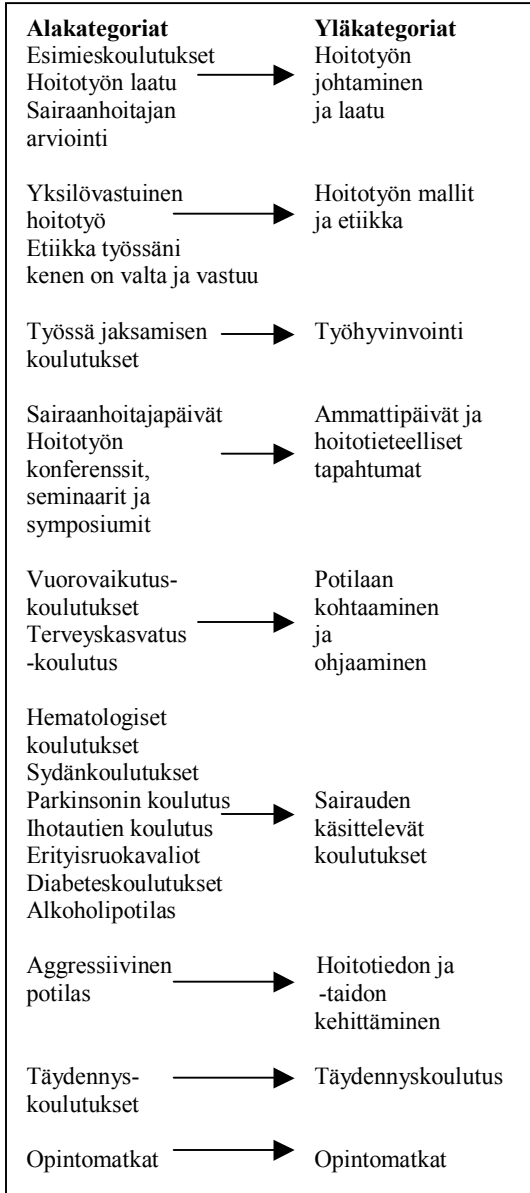 Alakategoriat
Esimieskoulutukset
Hoitotyön laatu
Sairaanhoitajan
arviointi
Yläkategoriat
Hoitotyön
johtaminen
ja laatu
Yksilövastuinen
hoitotyö
Etiikka työssäni
kenen on valta ja vastuu
Hoitotyön mallit
ja etiikka
Työssä jaksamisen
koulutukset
Työhyvinvointi
Sairaanhoitajapäivät
Hoitotyön
konferenssit,
seminaarit ja
symposiumit
Ammattipäivät ja
hoitotieteelliset
tapahtumat
Vuorovaikutus-
koulutukset
Terveyskasvatus
-koulutus
Potilaan
kohtaaminen
ja
ohjaaminen
Hematologiset
koulutukset
Sydänkoulutukset
Parkinsonin koulutus
Ihotautien koulutus
Erityisruokavaliot
Diabeteskoulutukset
Alkoholipotilas
Sairauden
käsittelevät
koulutukset
Aggressiivinen
potilas
Hoitotiedon ja
-taidon
kehittäminen
Täydennys-
koulutukset
Täydennyskoulutus
Opintomatkat
Opintomatkat